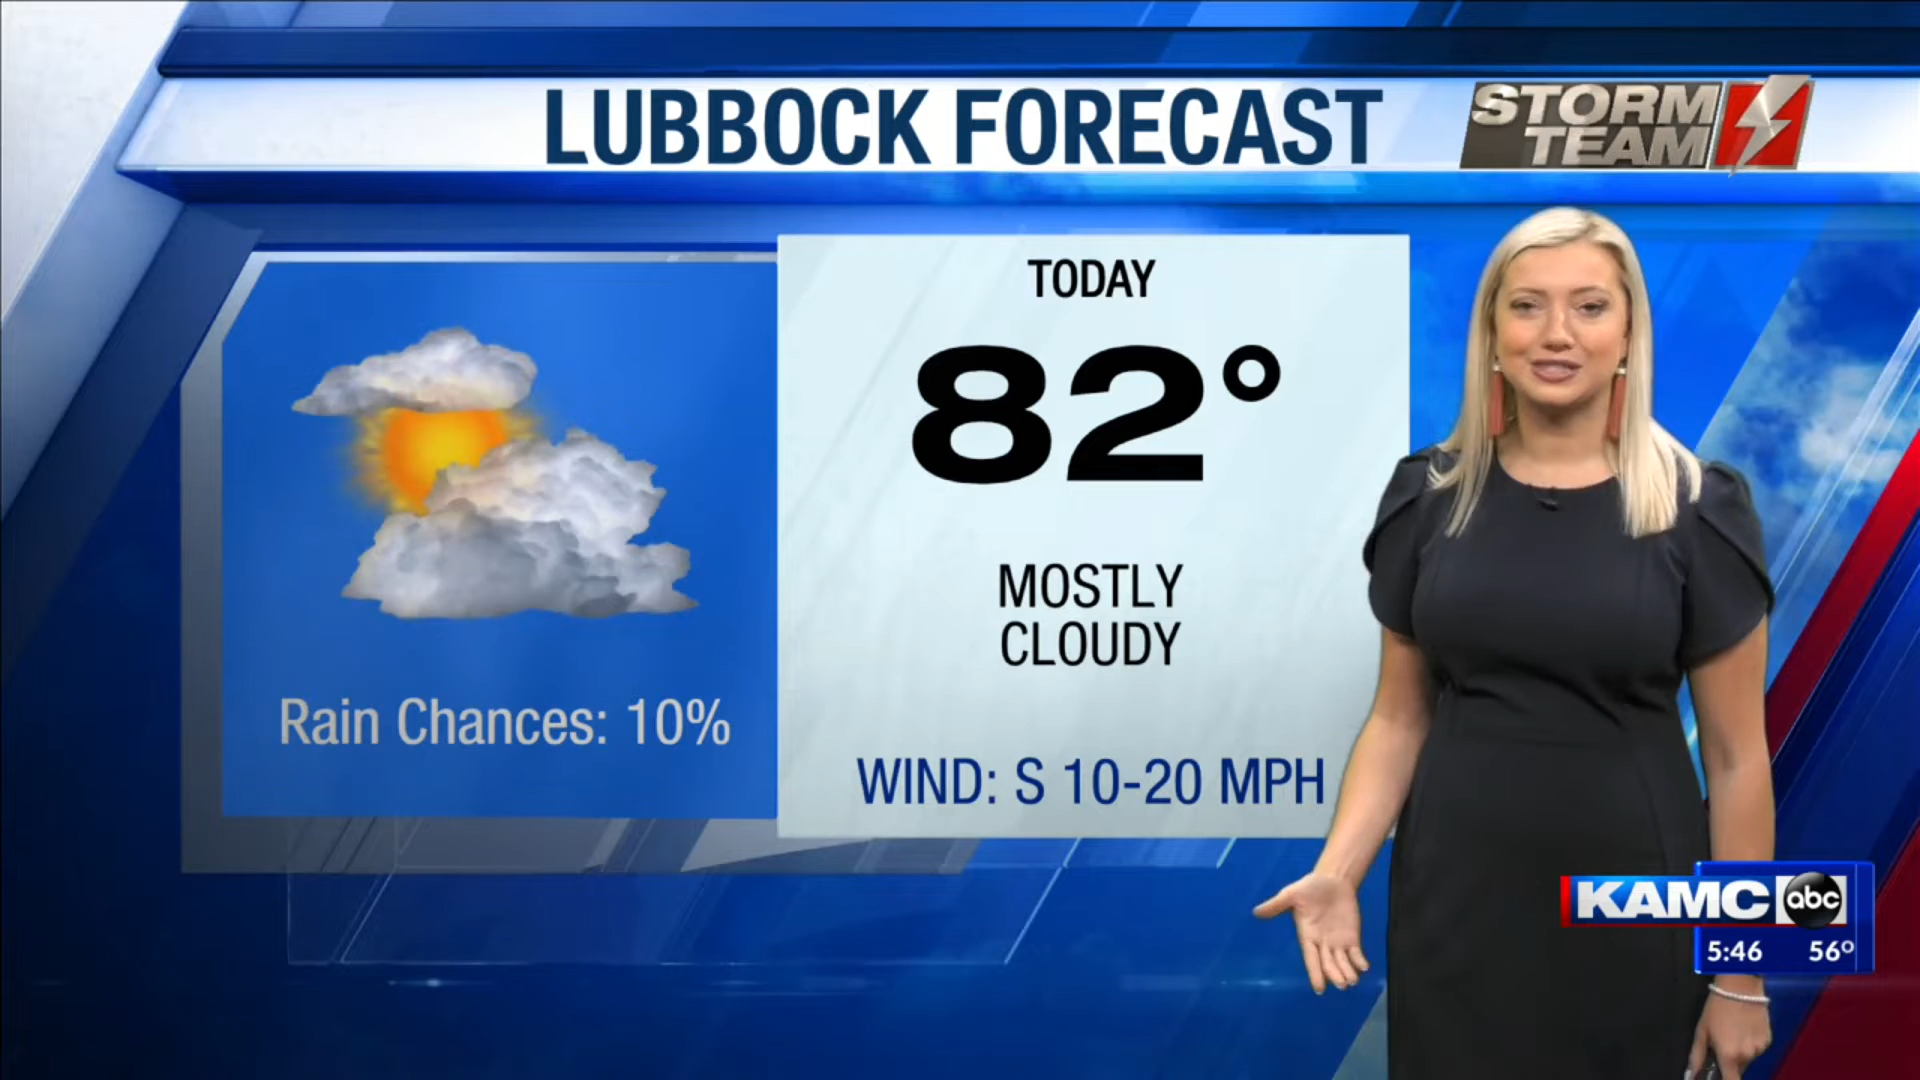 LUBBOCK FORECAST
STORM
TEAM
TODAY
82°
MOSTLY
CLOUDY
Rain Chances: 10%
WIND: S 10-20 MPH
KAMC abc
5:46 56°